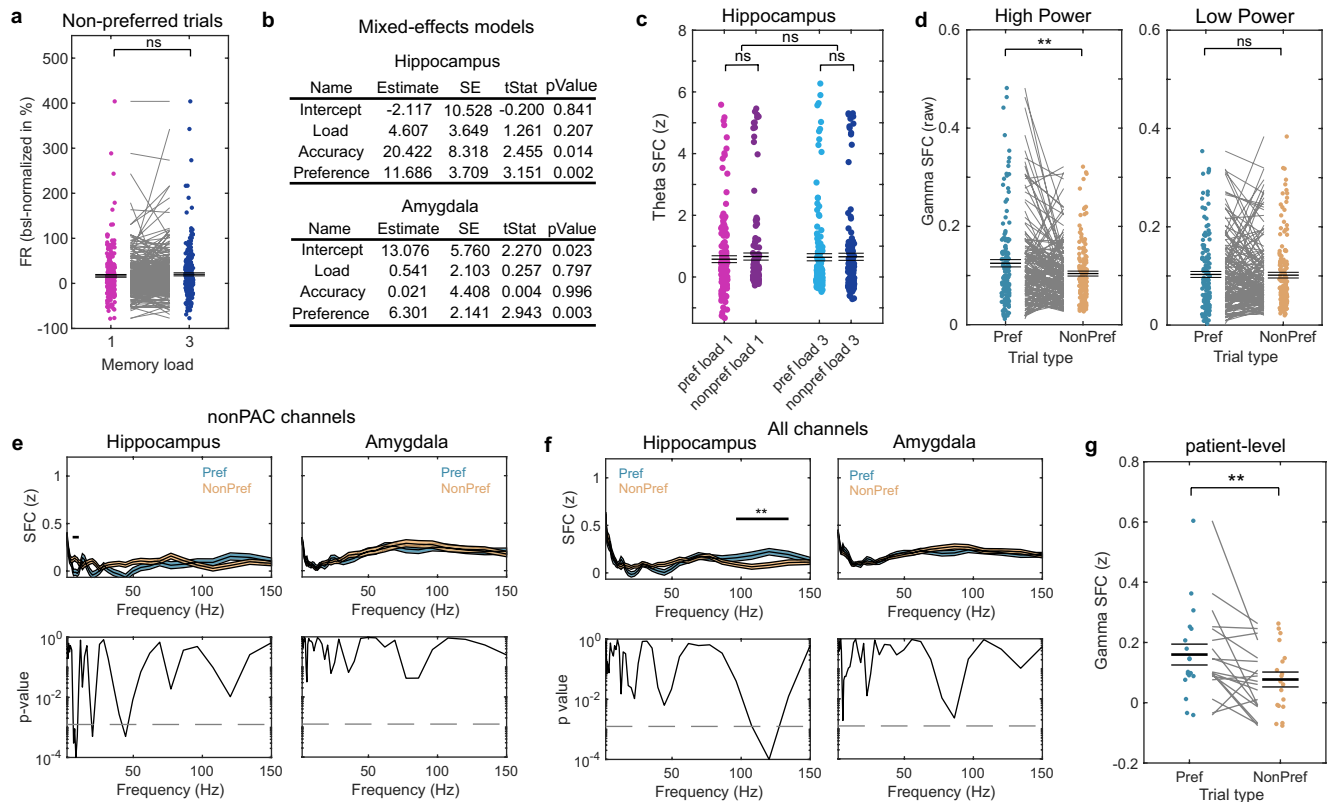 a
Non-preferred trials
ns
500
400
300
200
100
0
-100
FR (bsl-normalized in %)
1 3
Memory load
b
Mixed-effects models
Hippocampus
Name Estimate SE tStat pValue
Intercept -2.117 10.528 -0.200 0.841
Load 4.607 3.649 1.261 0.207
Accuracy 20.422 8.318 2.455 0.014
Preference 11.686 3.709 3.151 0.002
Amygdala
Name Estimate SE tStat pValue
Intercept 13.076 5.760 2.270 0.023
Load 0.541 2.103 0.257 0.797
Accuracy 0.021 4.408 0.004 0.996
Preference 6.301 2.141 2.943 0.003
c
Hippocampus
ns
ns ns
8
6
4
2
0
Theta SFC (z)
pref load 1
nonpref load 1
pref load 3
nonpref load 3
d
High Power
**
0.6
0.4
0.2
0
Gamma SFC (raw)
Pref NonPref
Trial type
Low Power
ns
0.6
0.4
0.2
0
Pref NonPref
Trial type
nonPAC channels
e
Hippocampus
Pref
NonPref
1
0.5
0
SFC (z)
50 100 150
Frequency (Hz)
Amygdala
Pref
NonPref
50 100 150
Frequency (Hz)
10⁰
10⁻²
10⁻⁴
p-value
50 100 150
Frequency (Hz)
50 100 150
Frequency (Hz)
All channels
f
Hippocampus
Pref
NonPref
**
1
0.5
0
SFC (z)
50 100 150
Frequency (Hz)
Amygdala
Pref
NonPref
50 100 150
Frequency (Hz)
10⁰
10⁻²
10⁻⁴
p value
50 100 150
Frequency (Hz)
50 100 150
Frequency (Hz)
g
patient-level
**
0.8
0.6
0.4
0.2
0
-0.2
Gamma SFC (z)
Pref NonPref
Trial type